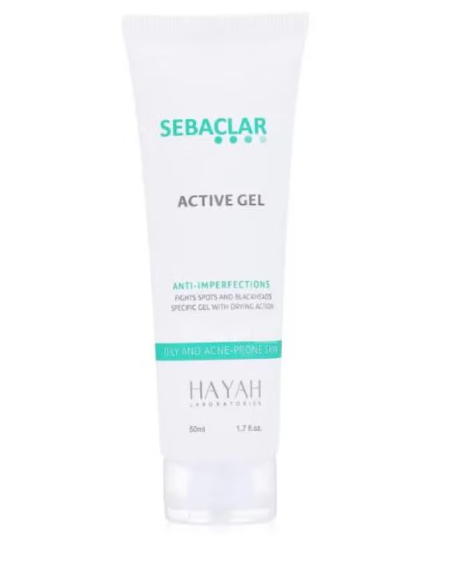 SEBACLAR
ACTIVE GEL
ANTI-IMPERFECTIONS
FIGHTS SPOTS AND BLACKHEADS
SPECIFIC GEL WITH DRYING ACTION
OILY AND ACNE-PRONE SKIN
HAYAH
LABORATORIES
50ml 1.7 fl.oz.